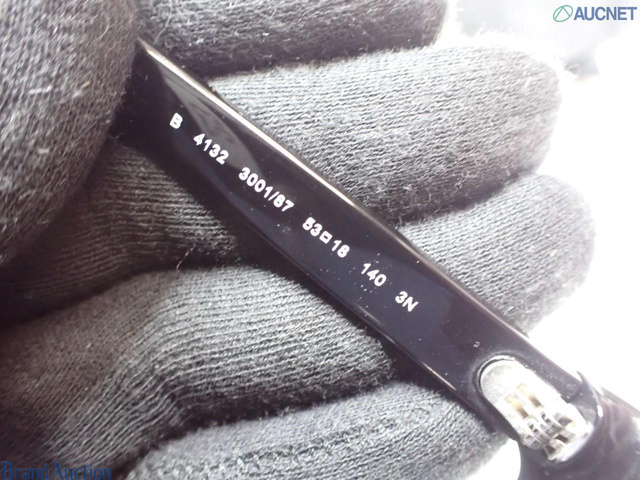 AUCNET
B 4132 3001/87 53□18 140 3N
Brand Auction